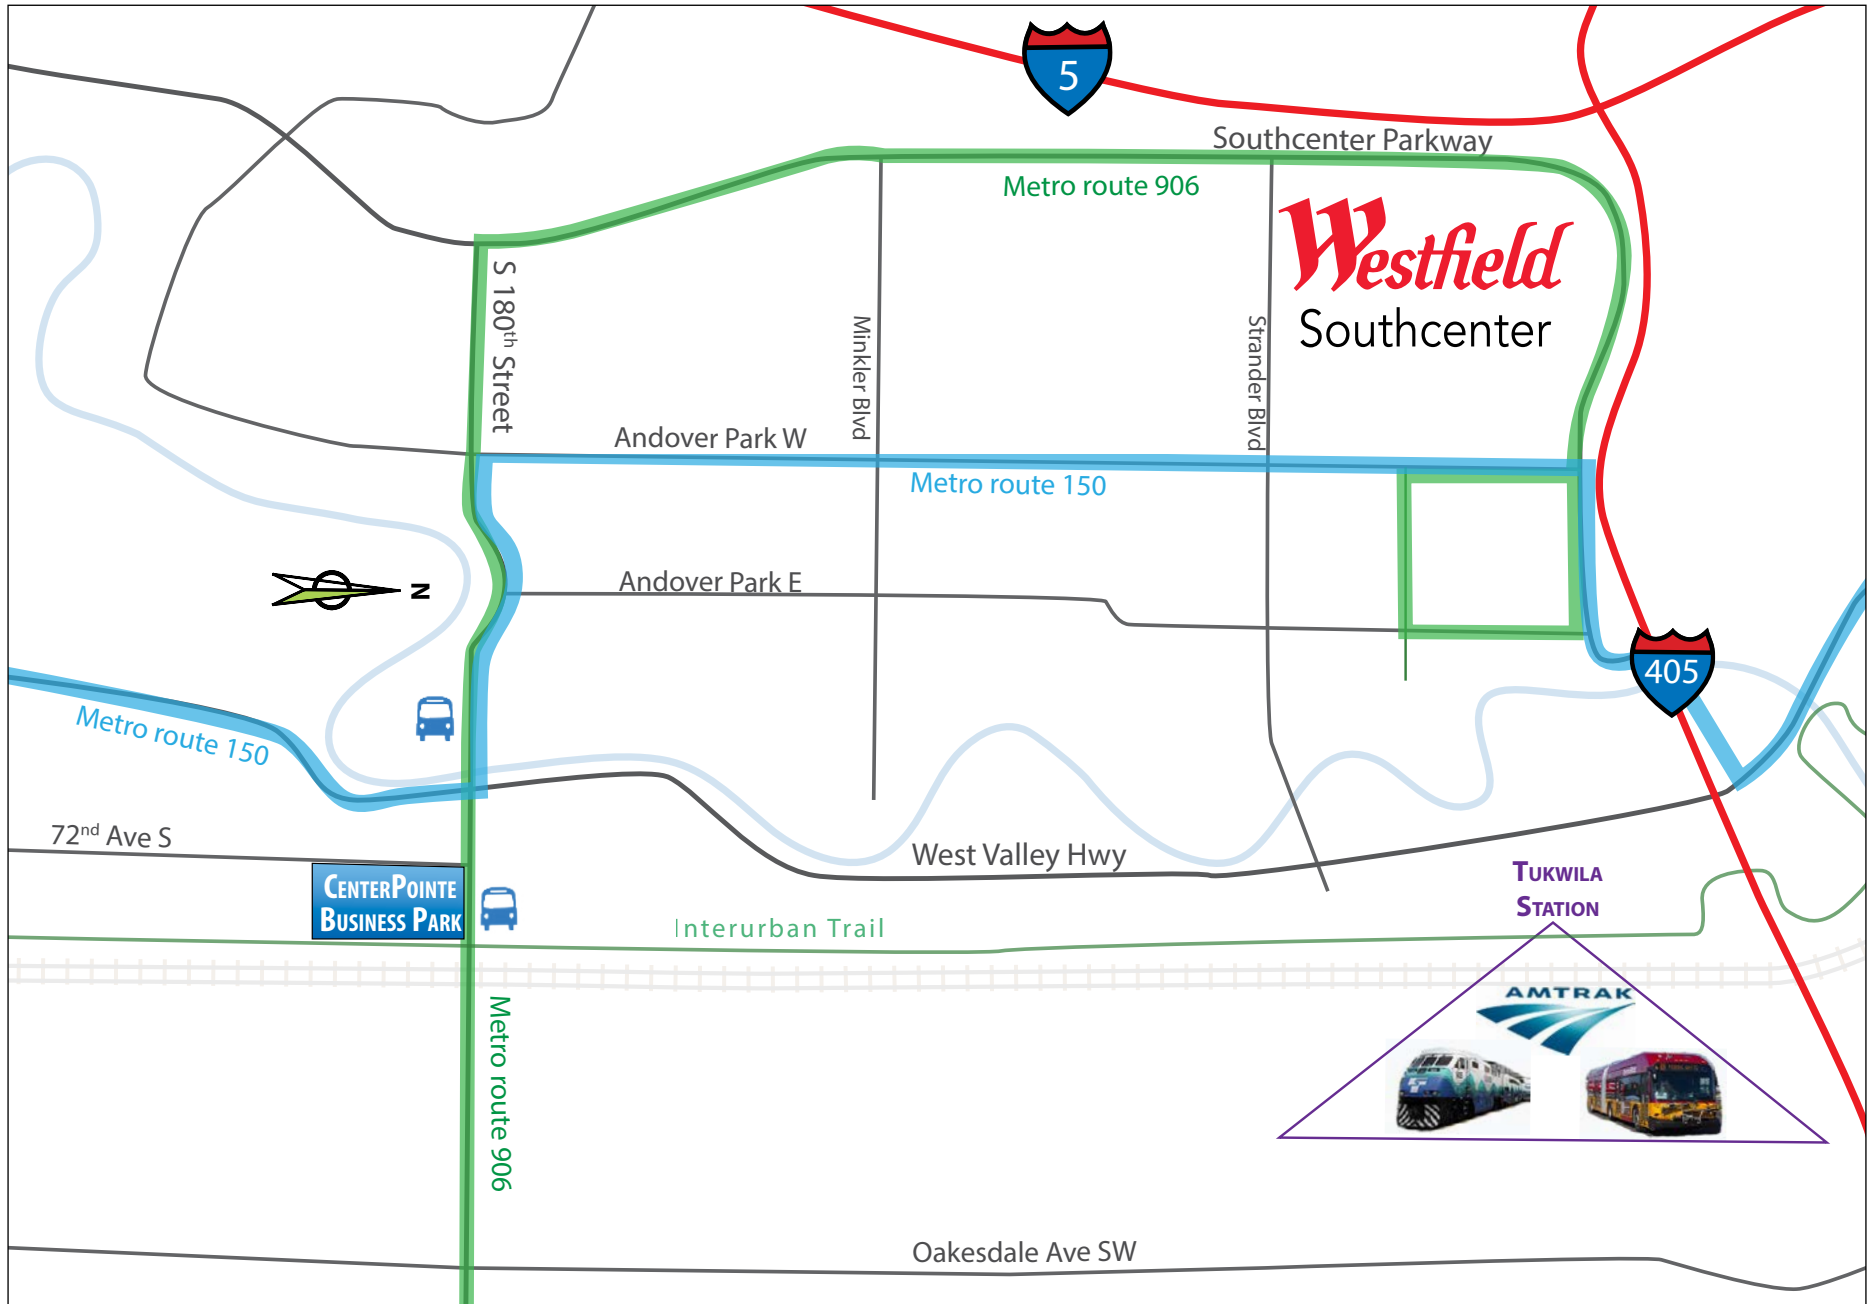 5
Southcenter Parkway
Metro route 906
Westfield
Southcenter
S 180th Street
Minkler Blvd
Strander Blvd
Andover Park W
Metro route 150
Andover Park E
N
405
Metro route 150
72nd Ave S
West Valley Hwy
CENTERPOINTE
BUSINESS PARK
TUKWILA
STATION
Interurban Trail
AMTRAK
Metro route 906
Oakesdale Ave SW